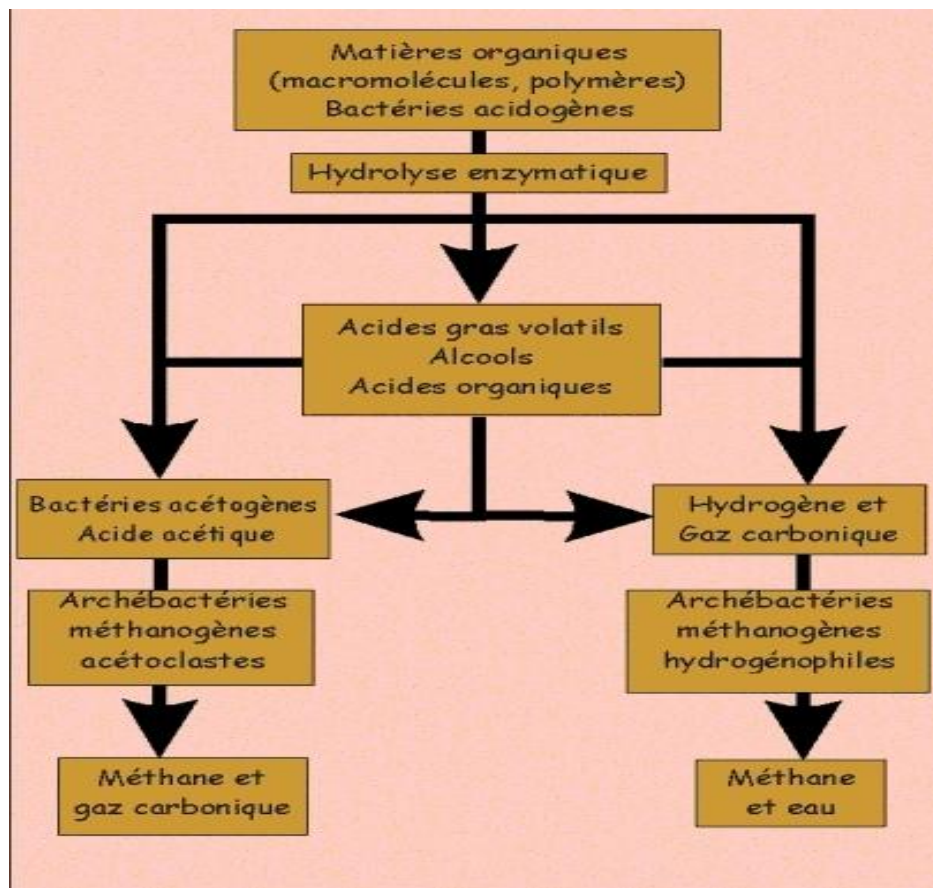 Matières organiques
(macromolécules, polymères)
Bactéries acidogènes
Hydrolyse enzymatique
Acides gras volatils
Alcools
Acides organiques
Bactéries acétogènes
Acide acétique
Hydrogène et
Gaz carbonique
Archébactéries
méthanogènes
acétoclastes
Archébactéries
méthanogènes
hydrogénophiles
Méthane et
gaz carbonique
Méthane
et eau